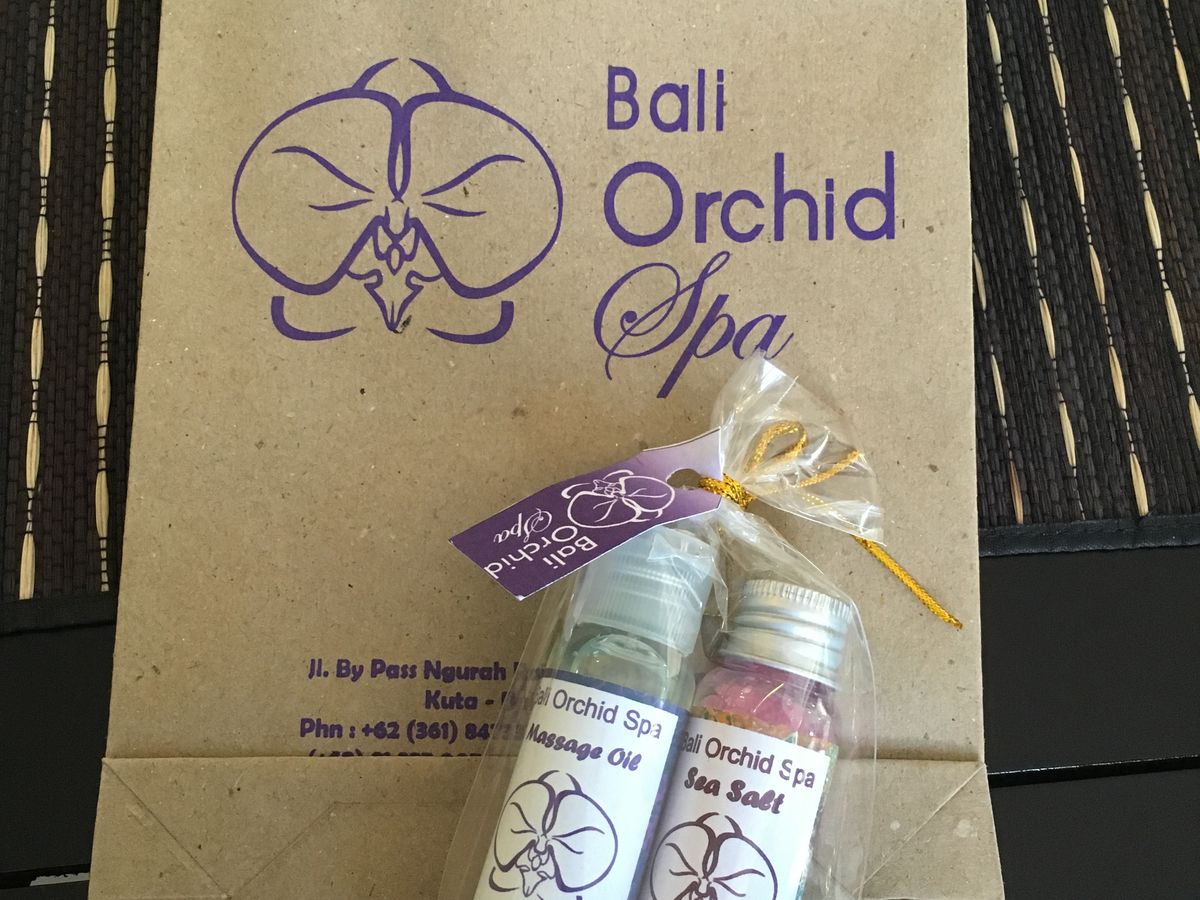 Bali
Orchid
Spa
Bali
Orchid
Spa
Jl. By Pass Ngurah
Kuta -
Phn : +62 (361)
Bali Orchid Spa
Massage Oil
Bali Orchid Spa
Sea Salt